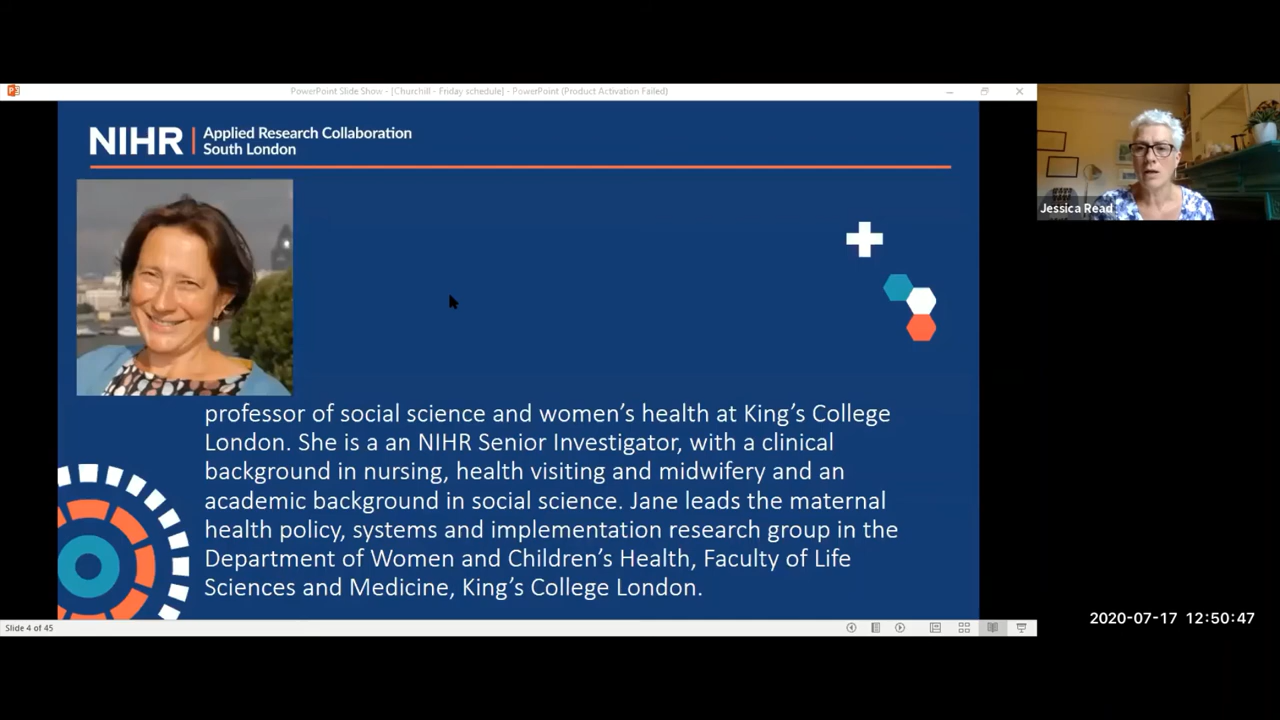 PowerPoint Slide Show - [Churchill - Friday schedule] - PowerPoint (Product Activation Failed)
NIHR | Applied Research Collaboration
South London
Jessica Read
professor of social science and women's health at King's College
London. She is a an NIHR Senior Investigator, with a clinical
background in nursing, health visiting and midwifery and an
academic background in social science. Jane leads the maternal
health policy, systems and implementation research group in the
Department of Women and Children's Health, Faculty of Life
Sciences and Medicine, King's College London.
Slide 4 of 45
2020-07-17 12:50:47